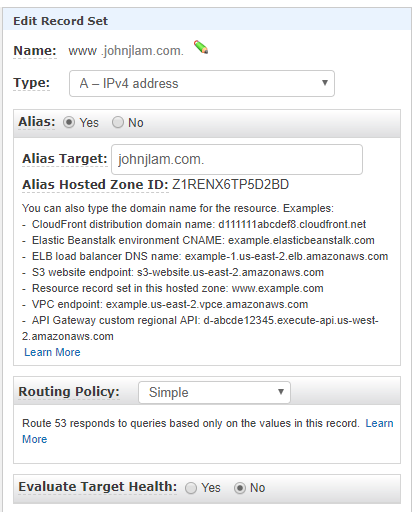 Edit Record Set
Name: www .johnjlam.com.
Type: A – IPv4 address
Alias: Yes No
Alias Target: johnjlam.com.
Alias Hosted Zone ID: Z1RENX6TP5D2BD
You can also type the domain name for the resource. Examples:
- CloudFront distribution domain name: d111111abcdef8.cloudfront.net
- Elastic Beanstalk environment CNAME: example.elasticbeanstalk.com
- ELB load balancer DNS name: example-1.us-east-2.elb.amazonaws.com
- S3 website endpoint: s3-website.us-east-2.amazonaws.com
- Resource record set in this hosted zone: www.example.com
- VPC endpoint: example.us-east-2.vpce.amazonaws.com
- API Gateway custom regional API: d-abcde12345.execute-api.us-west-
2.amazonaws.com
Learn More
Routing Policy: Simple
Route 53 responds to queries based only on the values in this record. Learn
More
Evaluate Target Health: Yes No